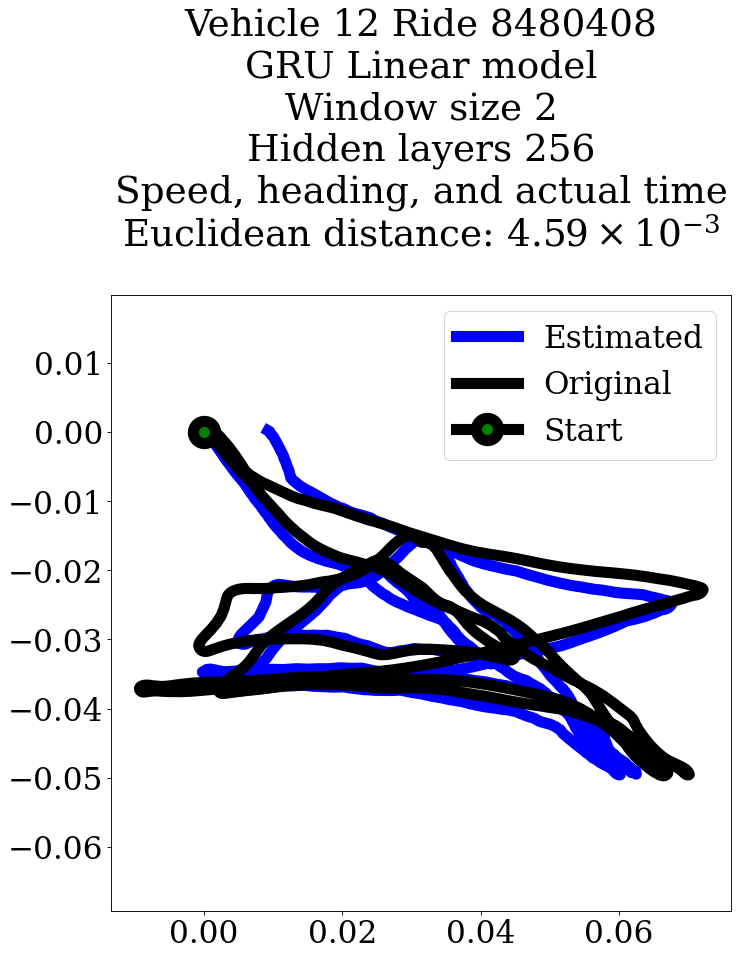 Vehicle 12 Ride 8480408
GRU Linear model
Window size 2
Hidden layers 256
Speed, heading, and actual time
Euclidean distance: 4.59 × 10⁻³
Estimated
Original
Start
0.01
0.00
−0.01
−0.02
−0.03
−0.04
−0.05
−0.06
0.00 0.02 0.04 0.06